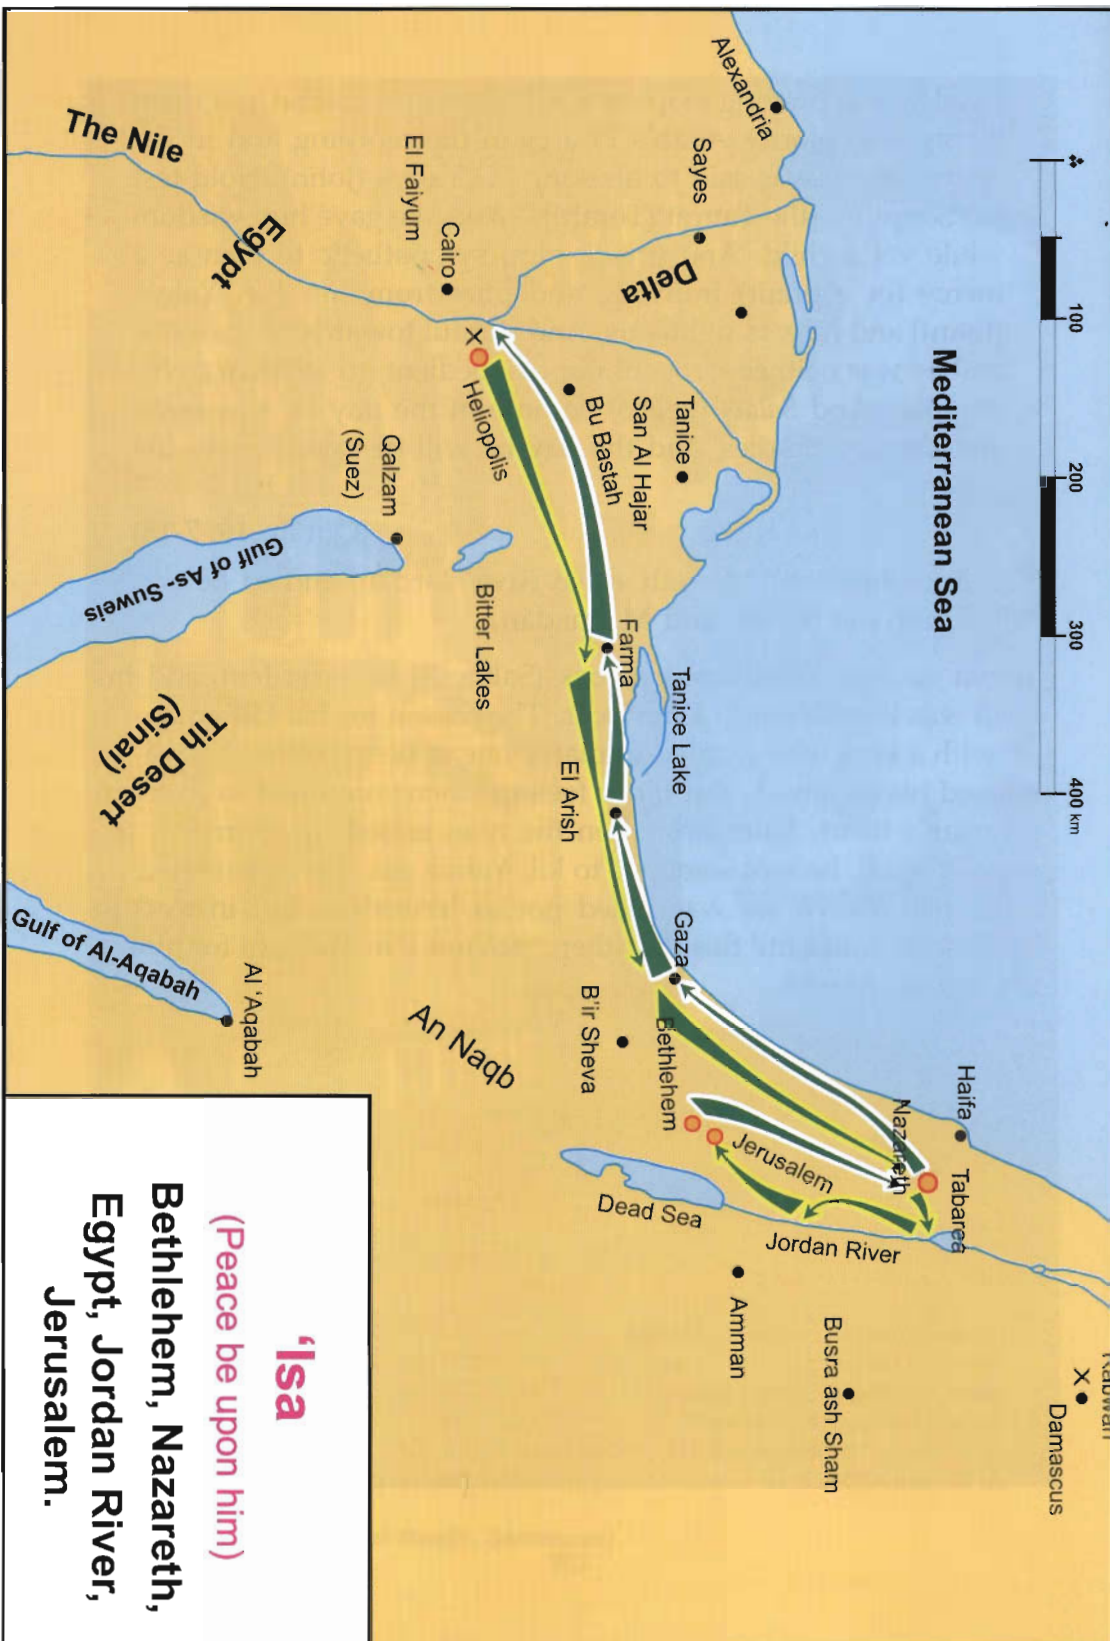 100
200
300
400 km
Mediterranean Sea
Alexandria
Sayes
Delta
The Nile
Egypt
El Faiyum
Cairo
Heliopolis
X
Bu Bastah
San Al Hajar
Tanice
Qalzam
(Suez)
Gulf of As- Suweis
Bitter Lakes
Farma
Tanice Lake
El Arish
Tih Desert
(Sinai)
Gulf of Al-Aqabah
Al 'Aqabah
An Naqb
Gaza
B'ir Sheva
Bethlehem
Jerusalem
Nazareth
Haifa
Tabarea
Dead Sea
Jordan River
Amman
Busra ash Sham
X
Damascus
‘Isa
(Peace be upon him)
Bethlehem, Nazareth,
Egypt, Jordan River,
Jerusalem.